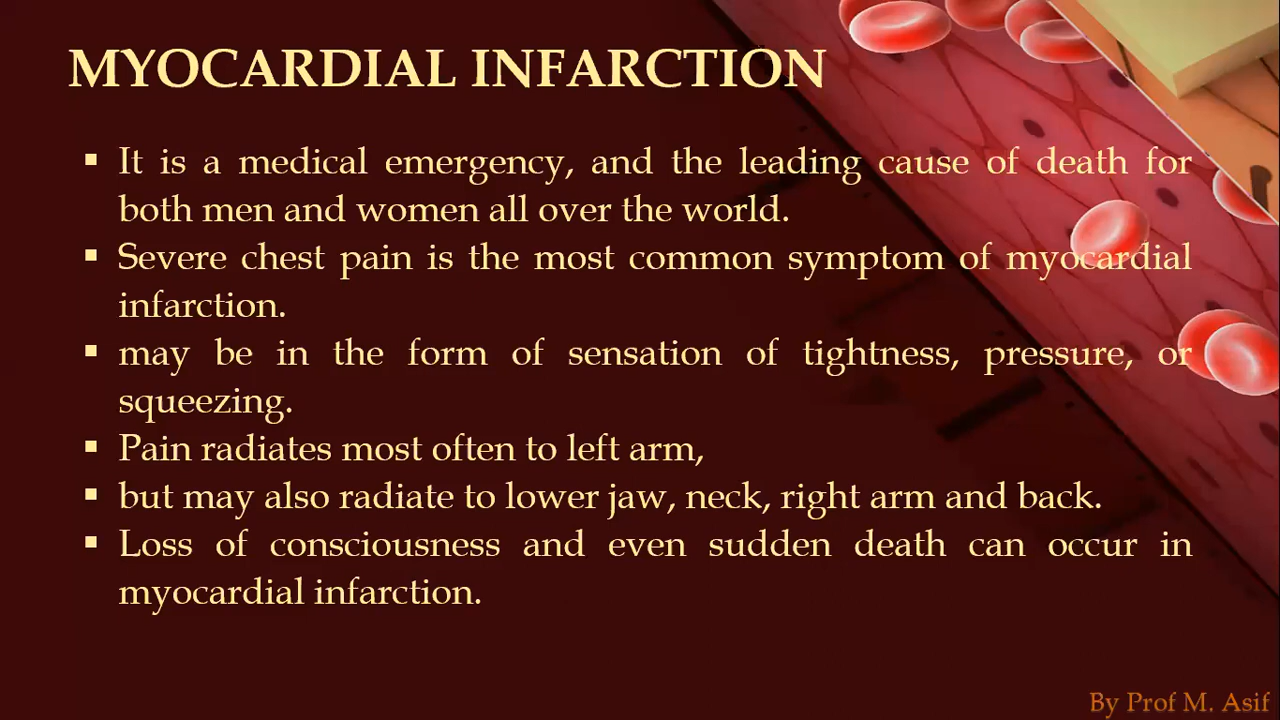 MYOCARDIAL INFARCTION
▪ It is a medical emergency, and the leading cause of death for
both men and women all over the world.
▪ Severe chest pain is the most common symptom of myocardial
infarction.
▪ may be in the form of sensation of tightness, pressure, or
squeezing.
▪ Pain radiates most often to left arm,
▪ but may also radiate to lower jaw, neck, right arm and back.
▪ Loss of consciousness and even sudden death can occur in
myocardial infarction.
By Prof M. Asif